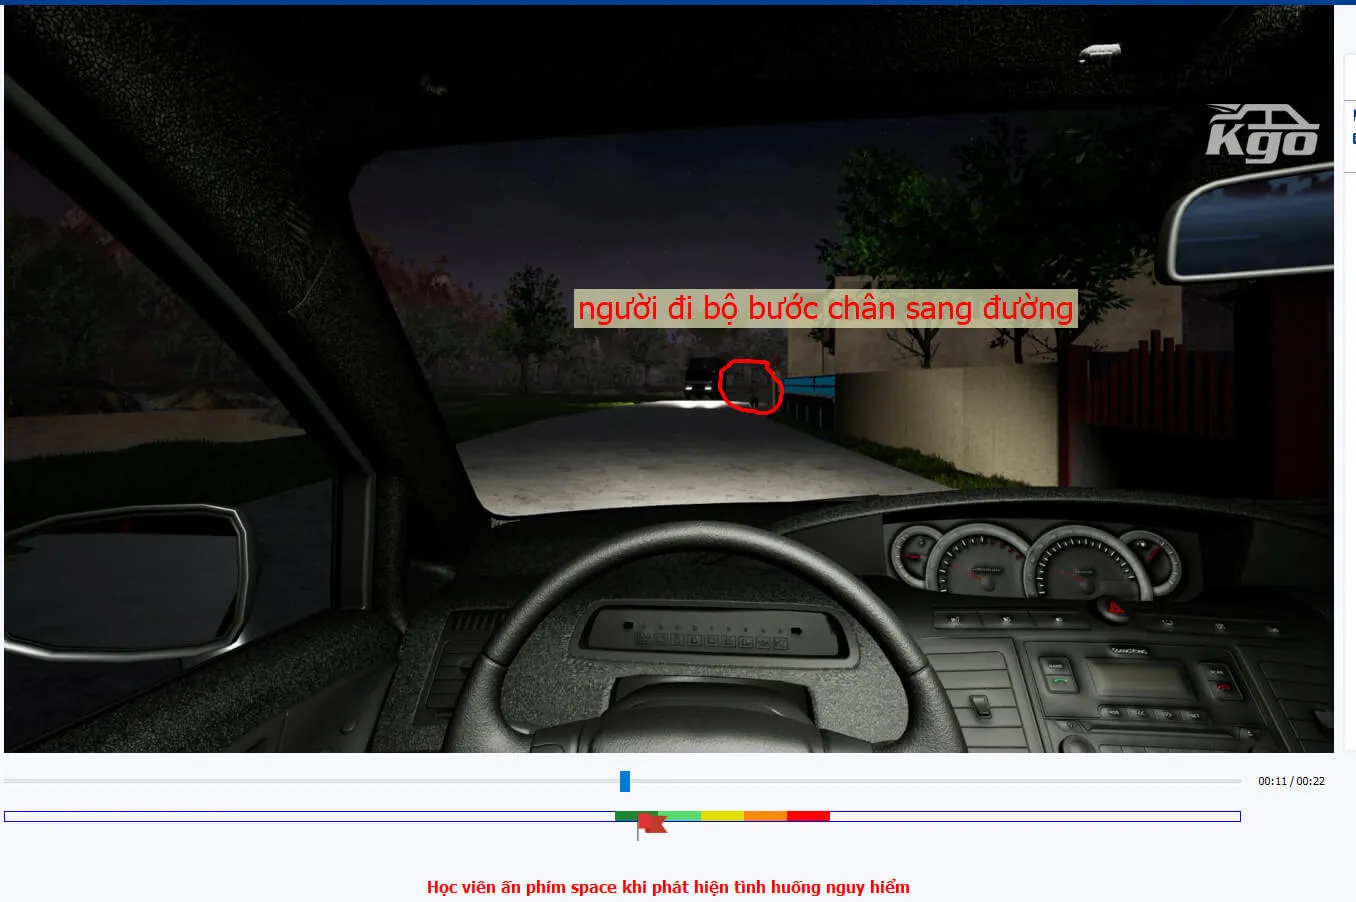 Kgo
người đi bộ bước chân sang đường
SSANGYONG
00:11 / 00:22
Học viên ấn phím space khi phát hiện tình huống nguy hiểm